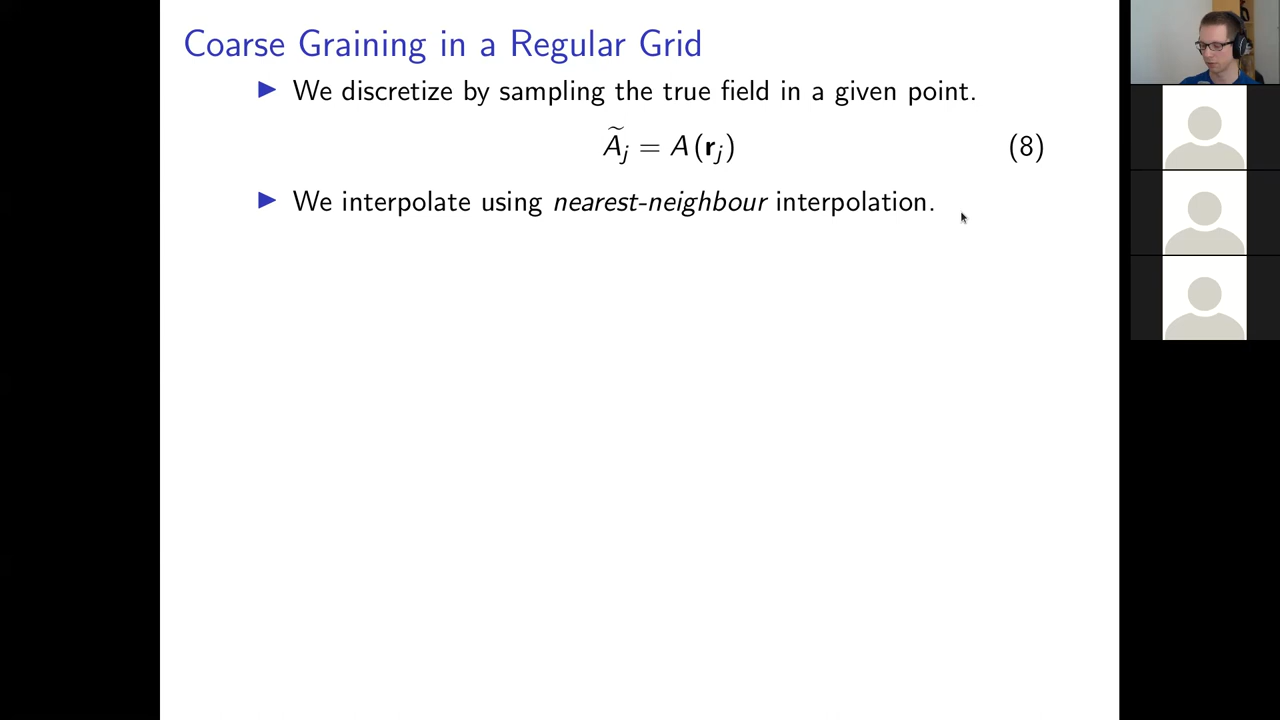 Coarse Graining in a Regular Grid
▶ We discretize by sampling the true field in a given point.
Ã_j = A(r_j) (8)
▶ We interpolate using nearest-neighbour interpolation.